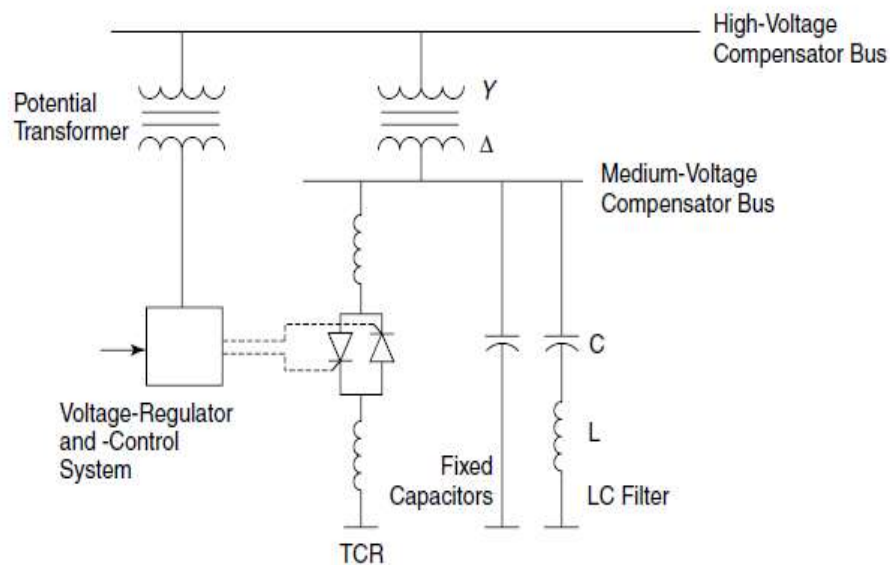 High-Voltage
Compensator Bus
Potential
Transformer
Y
Δ
Medium-Voltage
Compensator Bus
C
Voltage-Regulator
and -Control
System
L
Fixed
Capacitors
LC Filter
TCR